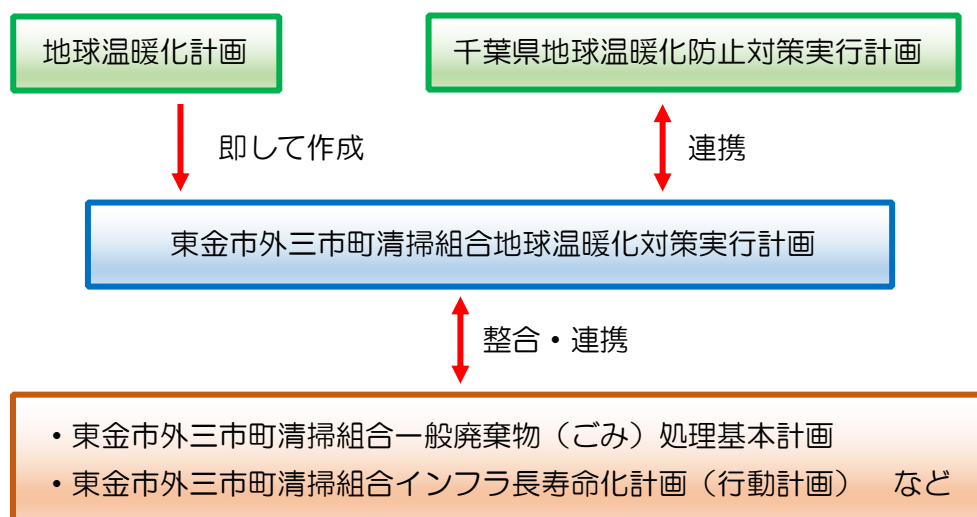 地球温暖化計画
千葉県地球温暖化防止対策実行計画
即して作成
連携
東金市外三市町清掃組合地球温暖化対策実行計画
整合・連携
・東金市外三市町清掃組合一般廃棄物（ごみ）処理基本計画
・東金市外三市町清掃組合インフラ長寿命化計画（行動計画）　など